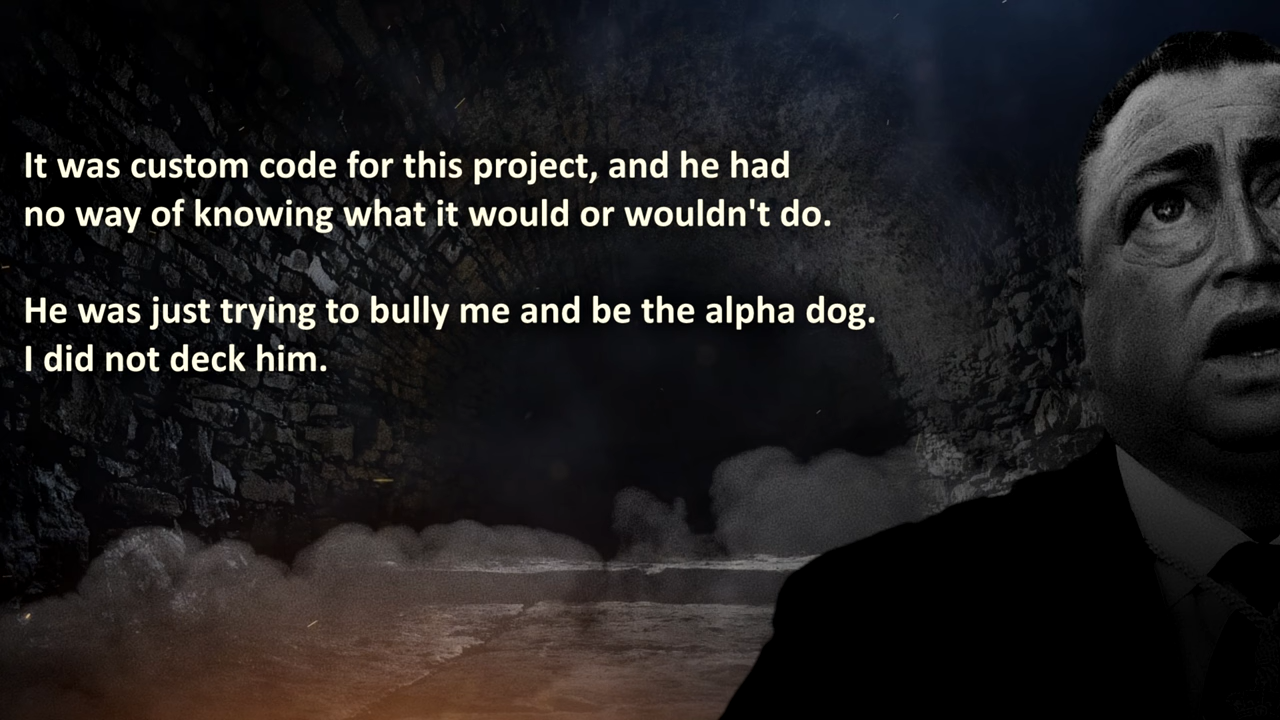 It was custom code for this project, and he had
no way of knowing what it would or wouldn't do.
He was just trying to bully me and be the alpha dog.
I did not deck him.